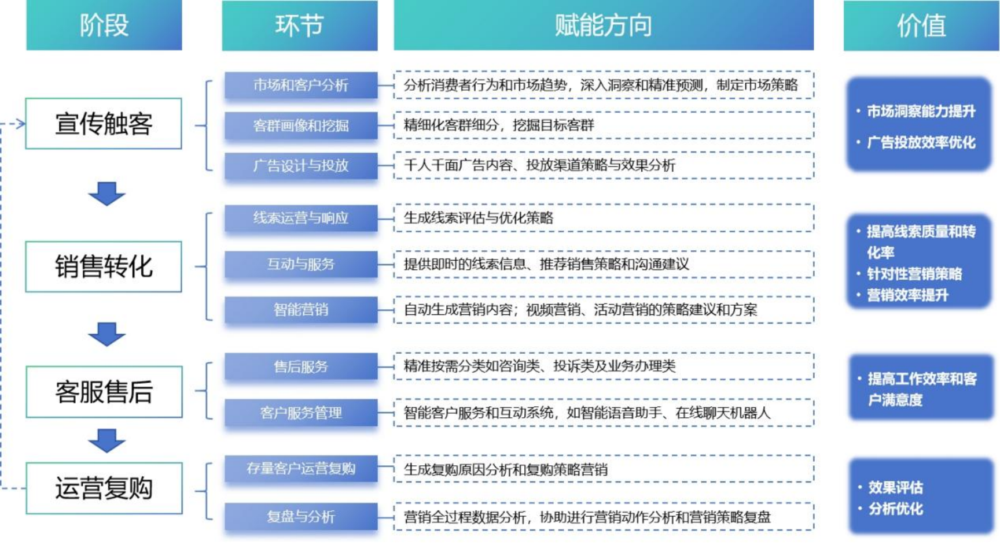 阶段
环节
赋能方向
价值
宣传触客
市场和客户分析
分析消费者行为和市场趋势，深入洞察和精准预测，制定市场策略
客群画像和挖掘
精细化客群细分，挖掘目标客群
广告设计与投放
千人千面广告内容、投放渠道策略与效果分析
• 市场洞察能力提升
• 广告投放效率优化
销售转化
线索运营与响应
生成线索评估与优化策略
互动与服务
提供即时的线索信息、推荐销售策略和沟通建议
智能营销
自动生成营销内容；视频营销、活动营销的策略建议和方案
• 提高线索质量和转
化率
• 针对性营销策略
• 营销效率提升
客服售后
售后服务
精准按需分类如咨询类、投诉类及业务办理类
客户服务管理
智能客户服务和互动系统，如智能语音助手、在线聊天机器人
• 提高工作效率和客
户满意度
运营复购
存量客户运营复购
生成复购原因分析和复购策略营销
复盘与分析
营销全过程数据分析，协助进行营销动作分析和营销策略复盘
• 效果评估
• 分析优化